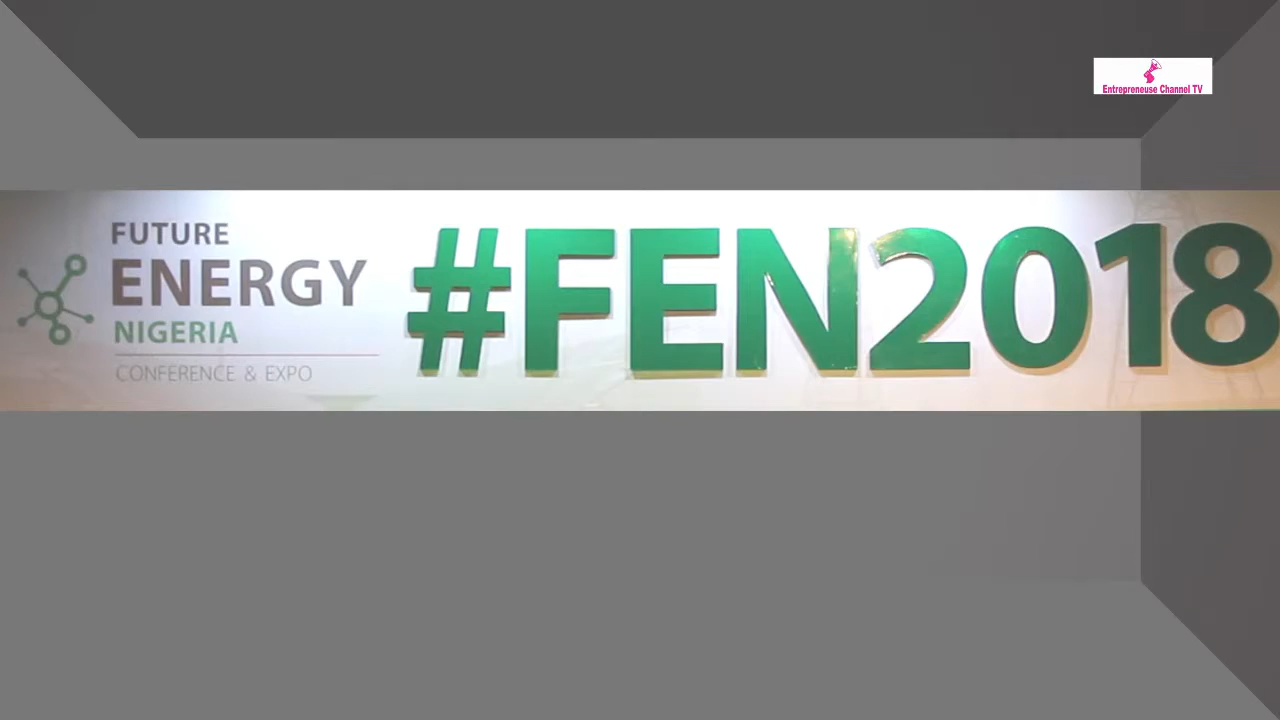 Entrepreneuse Channel TV
FUTURE
ENERGY
NIGERIA
CONFERENCE & EXPO
#FEN2018